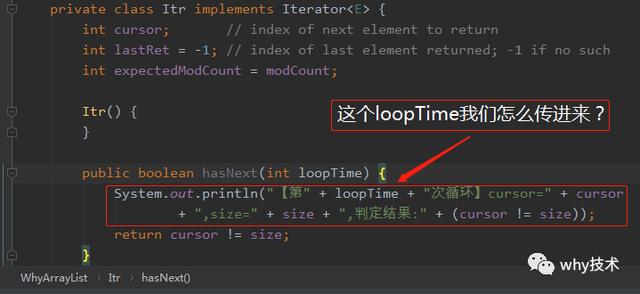 private class Itr implements Iterator<E> {
int cursor;       // index of next element to return
int lastRet = -1; // index of last element returned; -1 if no such
int expectedModCount = modCount;
Itr() {
}
这个loopTime我们怎么传进来？
public boolean hasNext(int loopTime) {
System.out.println("【第" + loopTime + "次循环】cursor=" + cursor
+ ",size=" + size + ",判定结果:" + (cursor != size));
return cursor != size;
}
why技术
WhyArrayList › Itr › hasNext()